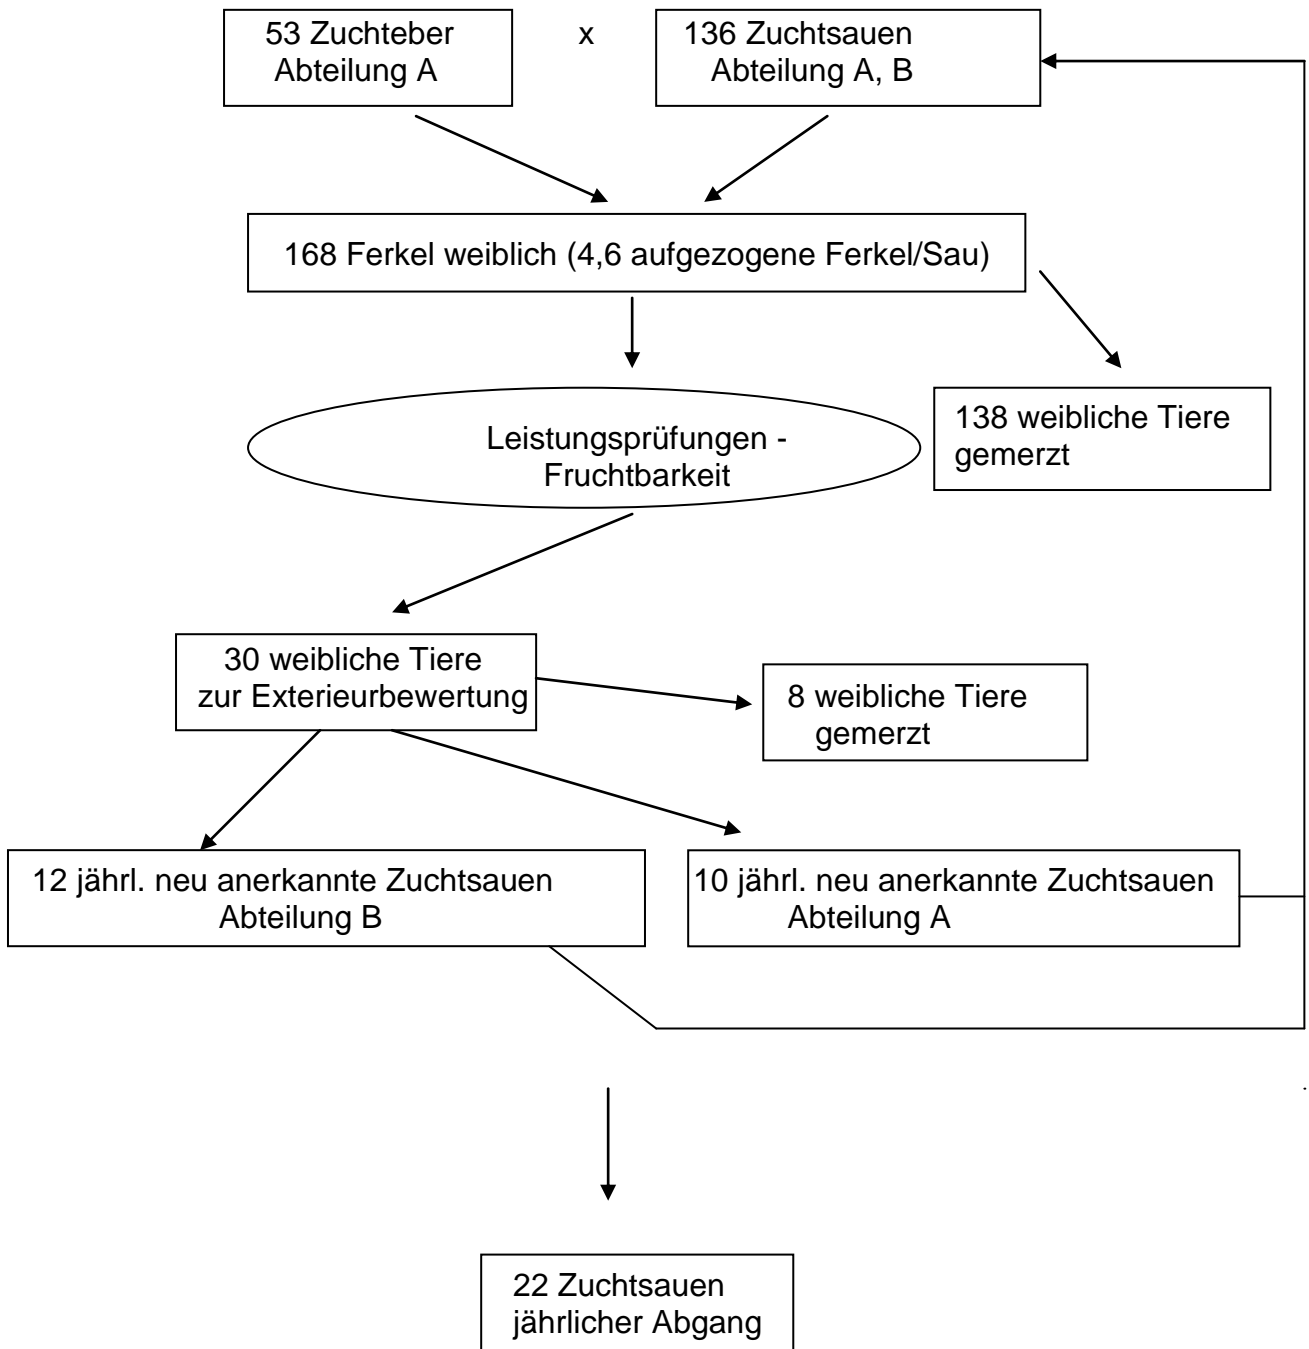 53 Zuchteber
Abteilung A
x
136 Zuchtsauen
Abteilung A, B
168 Ferkel weiblich (4,6 aufgezogene Ferkel/Sau)
Leistungsprüfungen -
Fruchtbarkeit
138 weibliche Tiere
gemerzt
30 weibliche Tiere
zur Exterieurbewertung
8 weibliche Tiere
gemerzt
12 jährl. neu anerkannte Zuchtsauen
Abteilung B
10 jährl. neu anerkannte Zuchtsauen
Abteilung A
22 Zuchtsauen
jährlicher Abgang